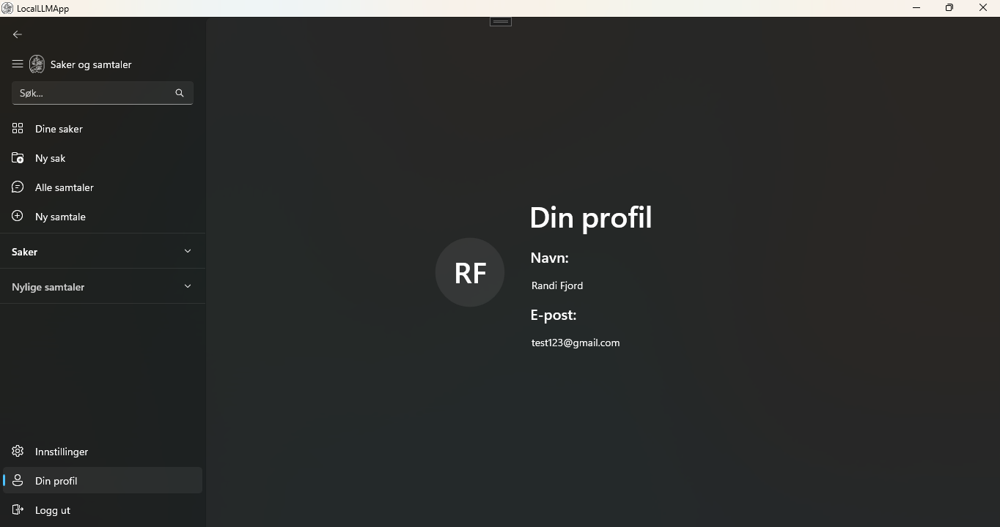 LocalLLMApp
Saker og samtaler
Søk...
Dine saker
Ny sak
Alle samtaler
Ny samtale
Saker
Nylige samtaler
Innstillinger
Din profil
Logg ut
Din profil
RF
Navn:
Randi Fjord
E-post:
test123@gmail.com